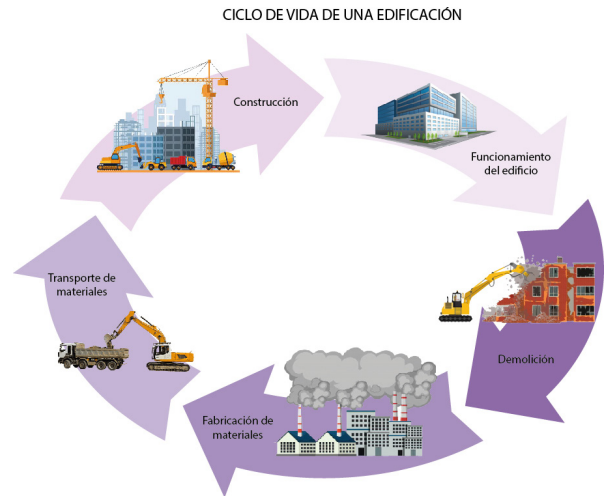 CICLO DE VIDA DE UNA EDIFICACIÓN
Construcción
Funcionamiento
del edificio
Demolición
Fabricación de
materiales
Transporte de
materiales